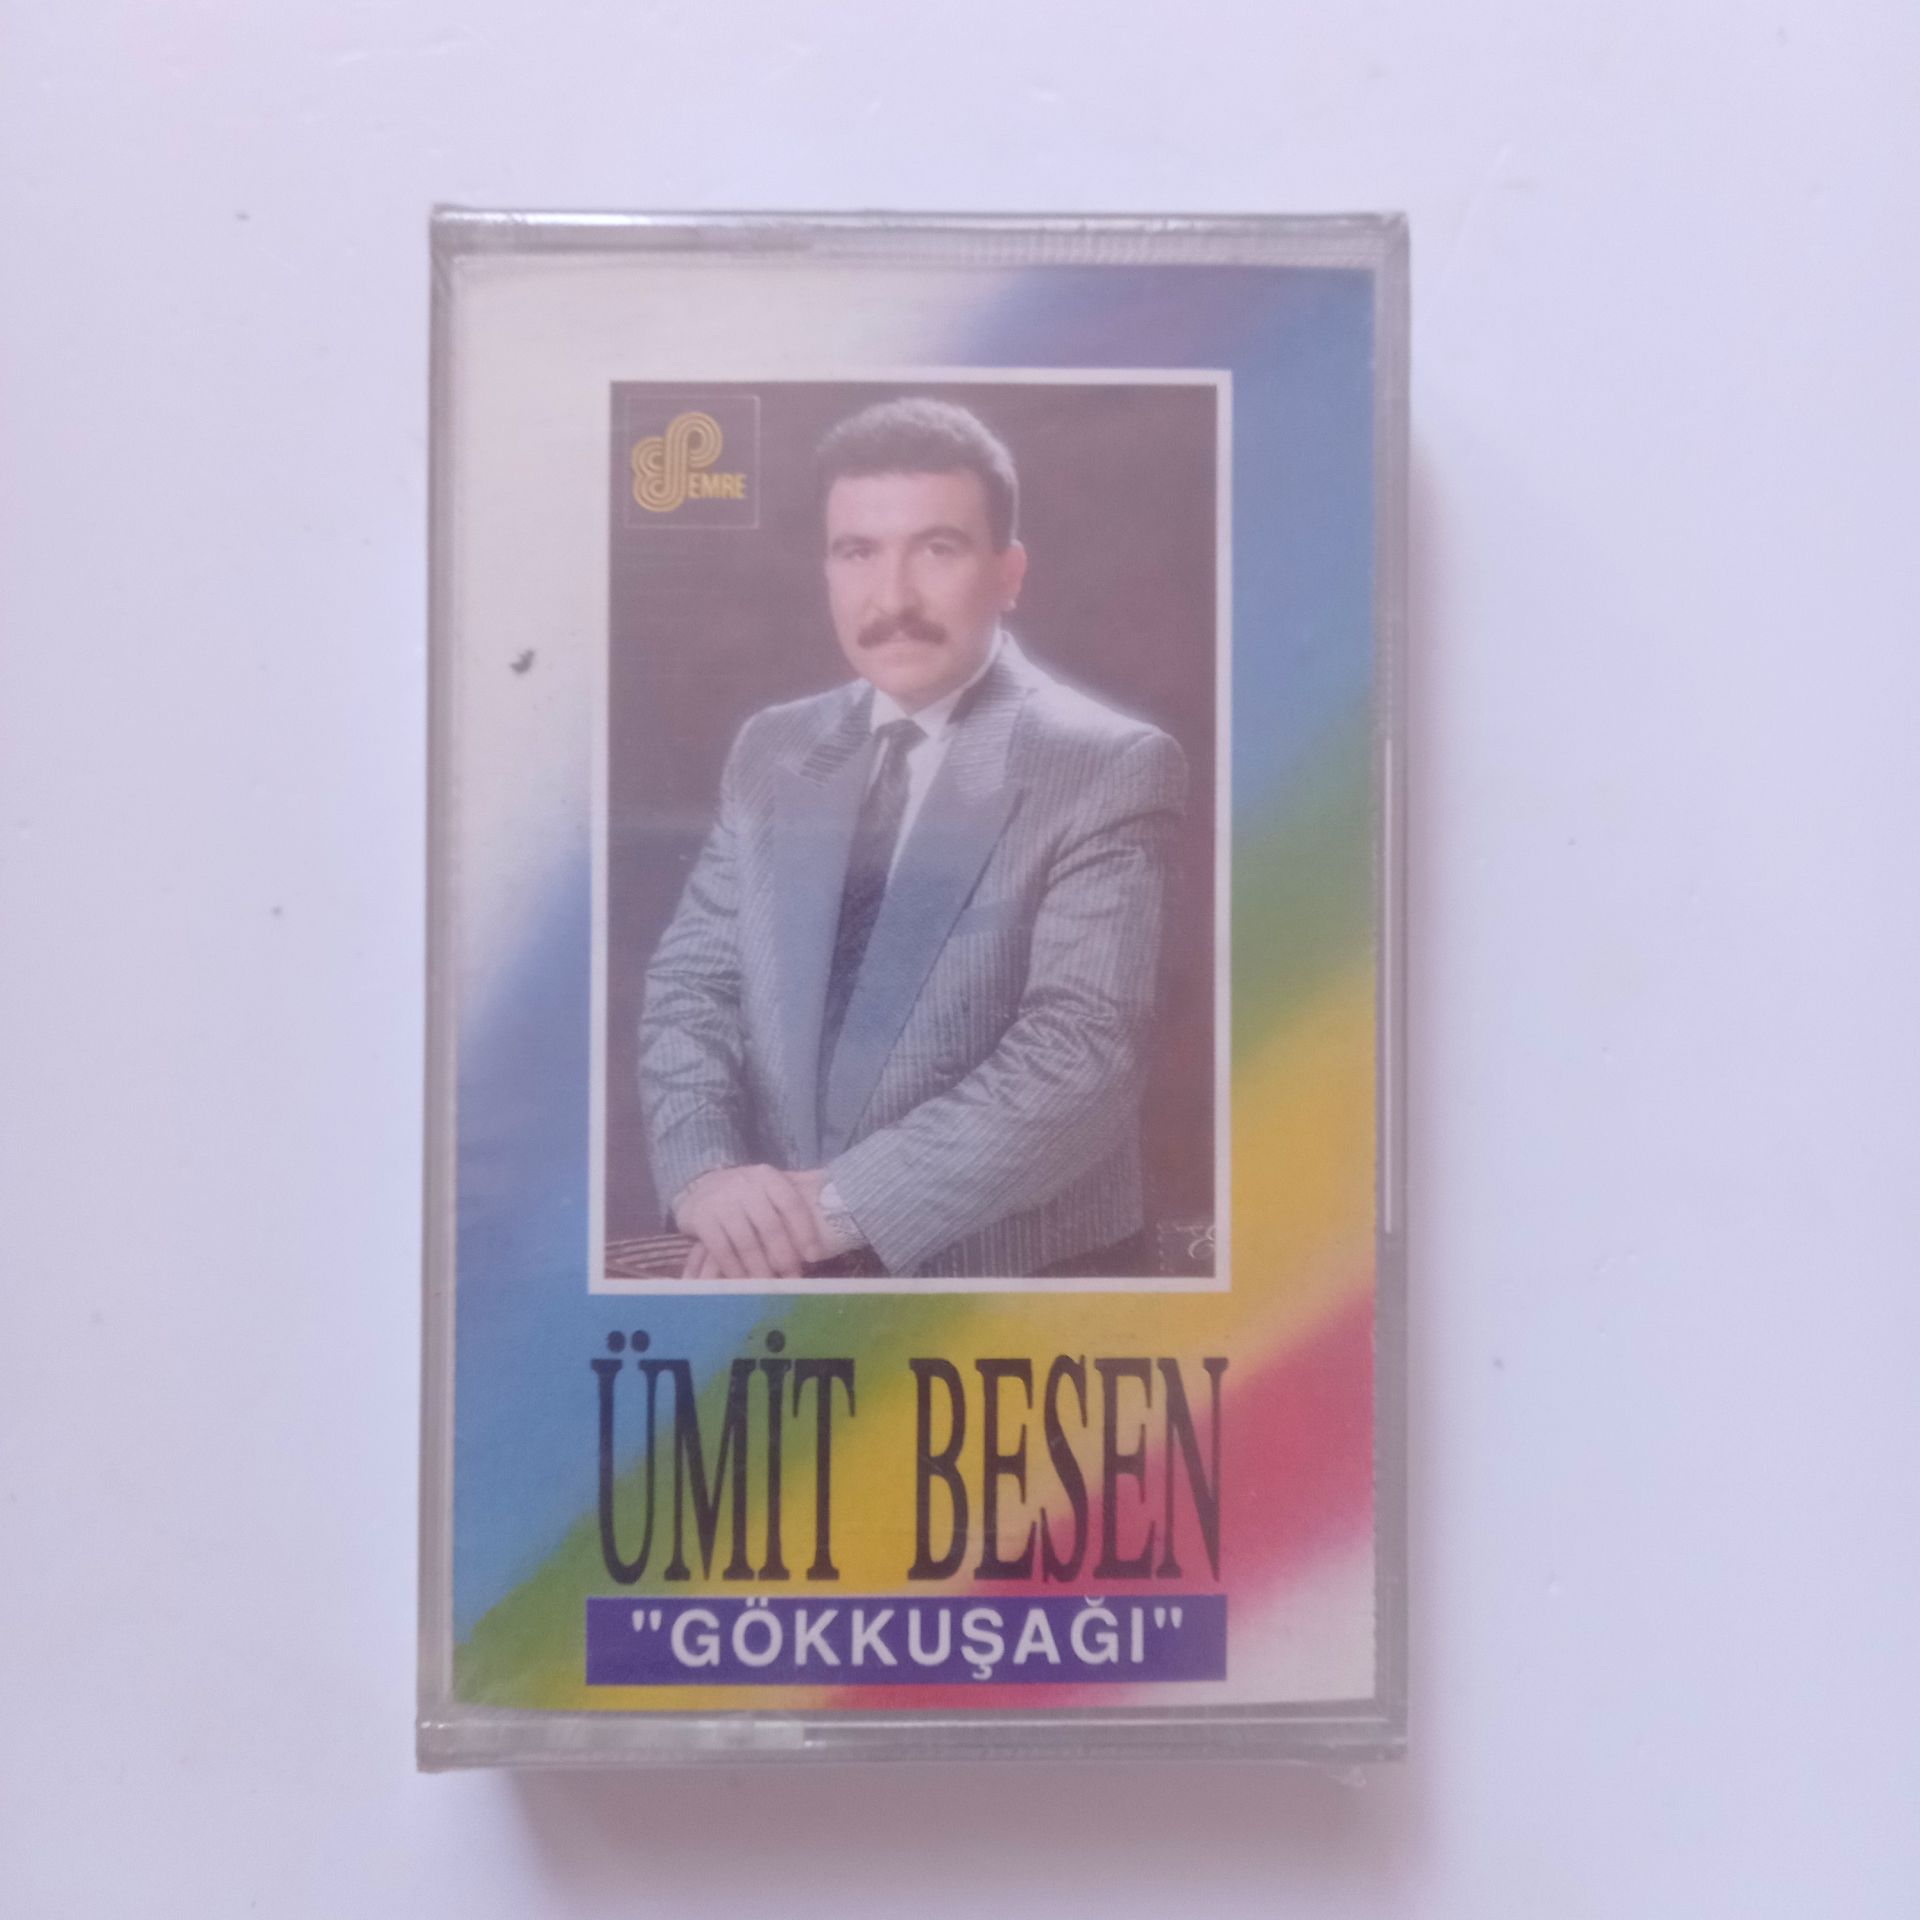 EMRE
ÜMİT BESEN
"GÖKKUŞAĞI"